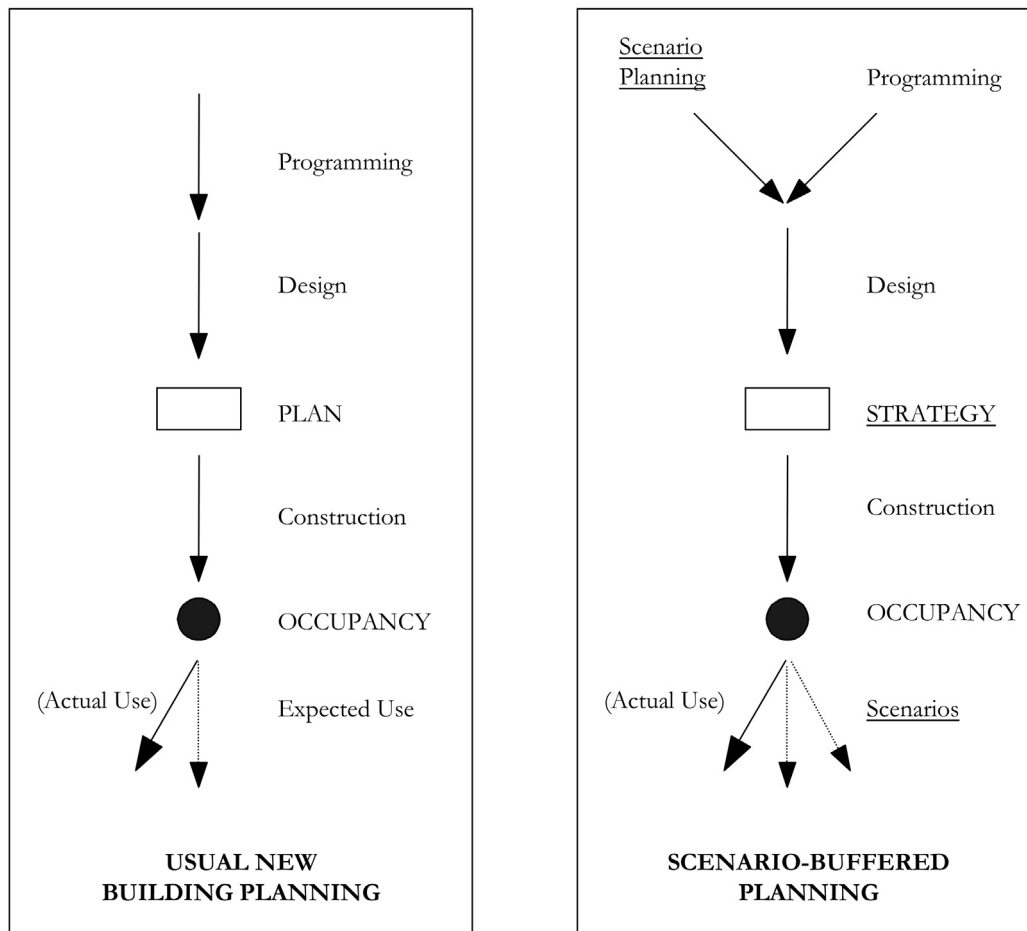 Programming
Design
PLAN
Construction
OCCUPANCY
(Actual Use)
Expected Use
USUAL NEW
BUILDING PLANNING
Scenario
Planning
Programming
Design
STRATEGY
Construction
OCCUPANCY
(Actual Use)
Scenarios
SCENARIO-BUFFERED
PLANNING